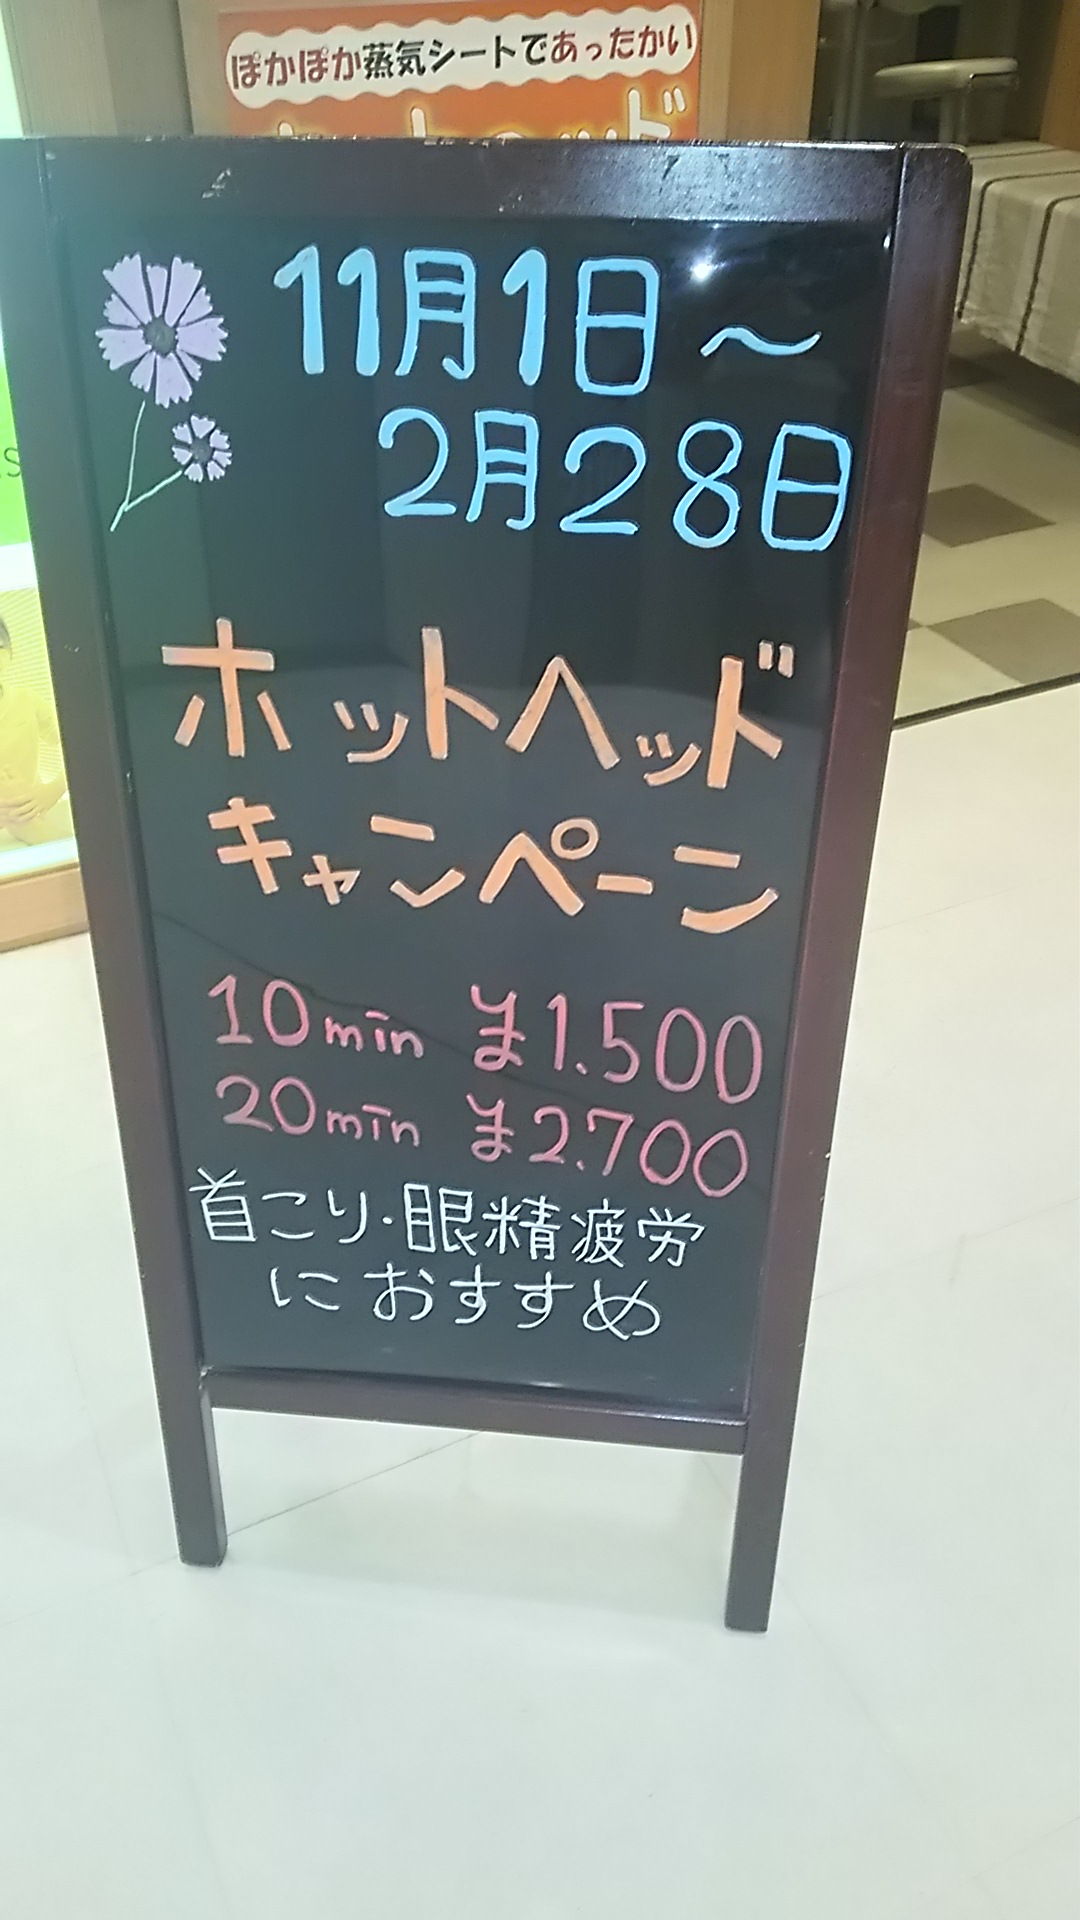 ぽかぽか蒸気シートであったかい
11月1日～
2月28日
ホットヘッド
キャンペーン
10min ¥1.500
20min ¥2.700
首こり・眼精疲労
におすすめ